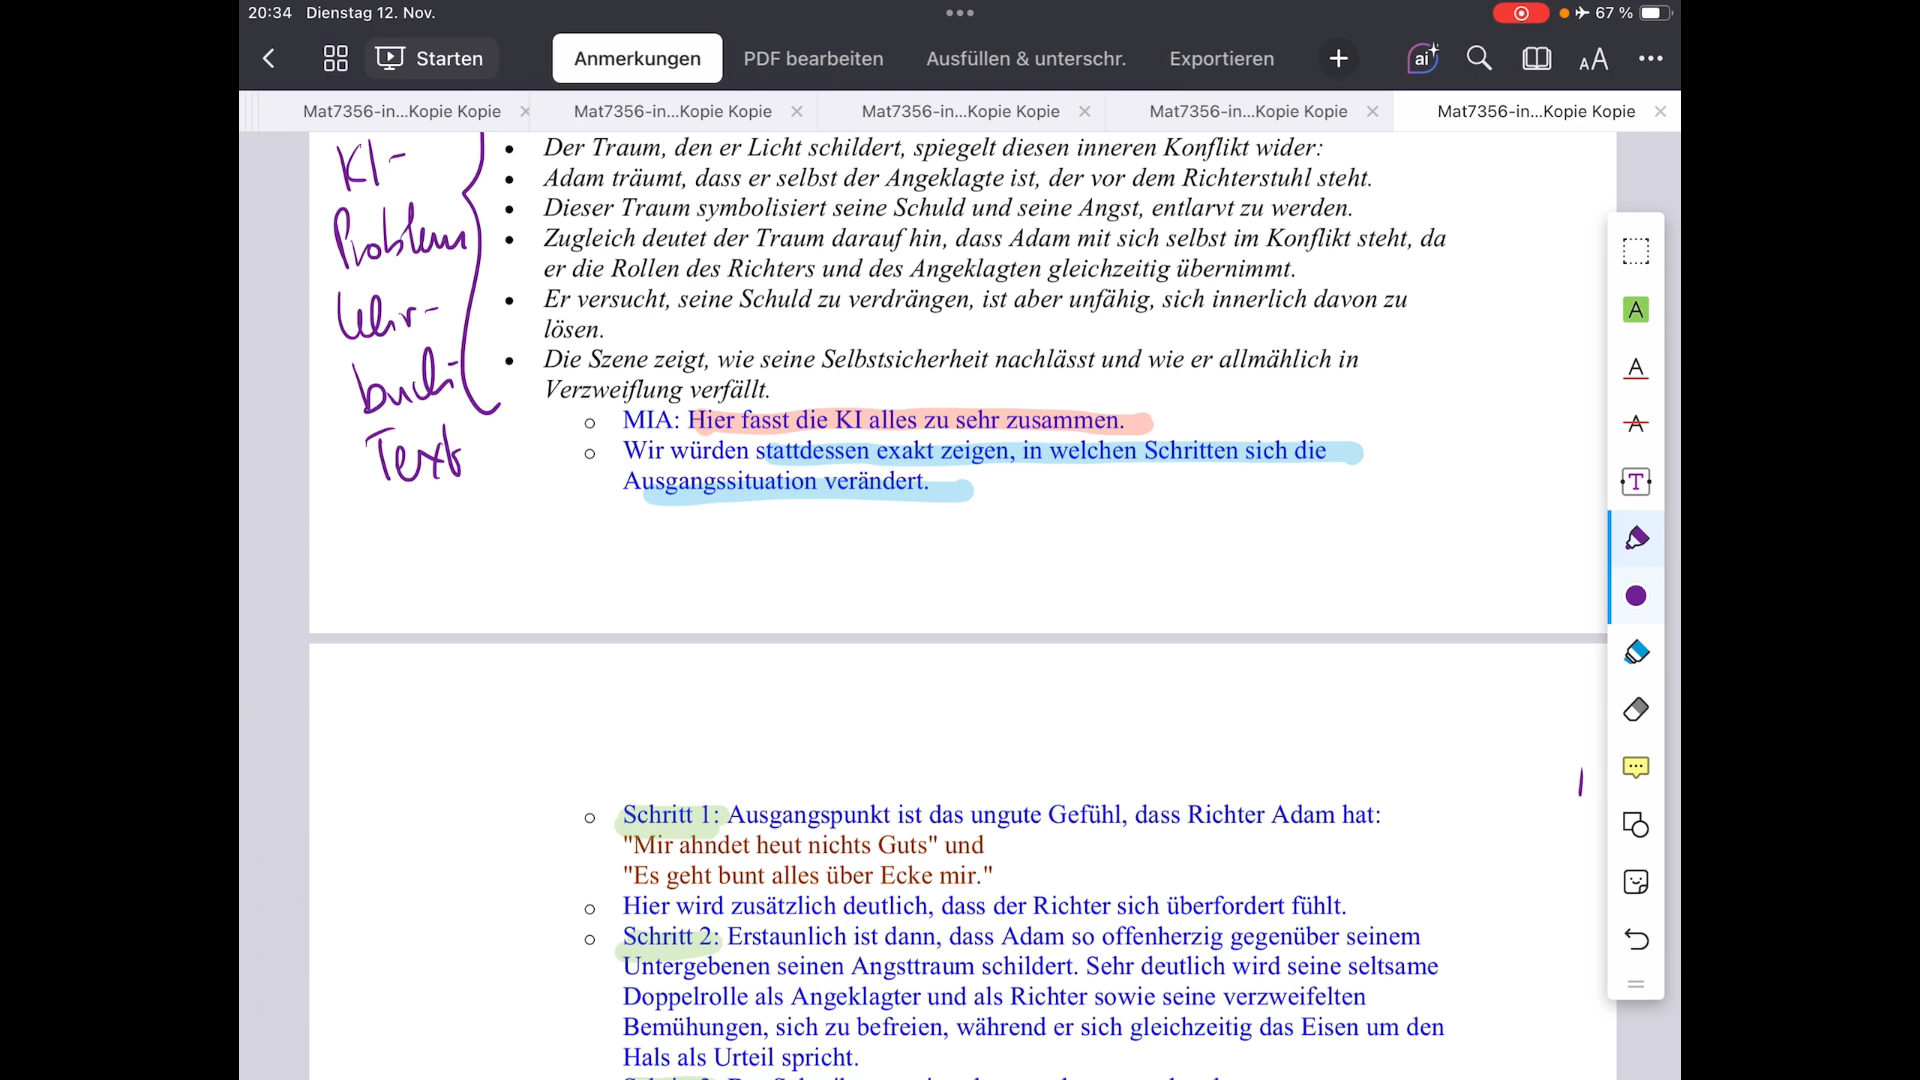 20:34 Dienstag 12. Nov.
67 %
Starten
Anmerkungen
PDF bearbeiten
Ausfüllen & unterschr.
Exportieren
ai
AA
Mat7356-in...Kopie Kopie
Mat7356-in...Kopie Kopie
Mat7356-in...Kopie Kopie
Mat7356-in...Kopie Kopie
Mat7356-in...Kopie Kopie
KI-
Problem
Lehr-
buch-
Text
• Der Traum, den er Licht schildert, spiegelt diesen inneren Konflikt wider:
• Adam träumt, dass er selbst der Angeklagte ist, der vor dem Richterstuhl steht.
• Dieser Traum symbolisiert seine Schuld und seine Angst, entlarvt zu werden.
• Zugleich deutet der Traum darauf hin, dass Adam mit sich selbst im Konflikt steht, da
er die Rollen des Richters und des Angeklagten gleichzeitig übernimmt.
• Er versucht, seine Schuld zu verdrängen, ist aber unfähig, sich innerlich davon zu
lösen.
• Die Szene zeigt, wie seine Selbstsicherheit nachlässt und wie er allmählich in
Verzweiflung verfällt.
o MIA: Hier fasst die KI alles zu sehr zusammen.
o Wir würden stattdessen exakt zeigen, in welchen Schritten sich die
Ausgangssituation verändert.
o Schritt 1: Ausgangspunkt ist das ungute Gefühl, dass Richter Adam hat:
"Mir ahndet heut nichts Guts" und
"Es geht bunt alles über Ecke mir."
o Hier wird zusätzlich deutlich, dass der Richter sich überfordert fühlt.
o Schritt 2: Erstaunlich ist dann, dass Adam so offenherzig gegenüber seinem
Untergebenen seinen Angsttraum schildert. Sehr deutlich wird seine seltsame
Doppelrolle als Angeklagter und als Richter sowie seine verzweifelten
Bemühungen, sich zu befreien, während er sich gleichzeitig das Eisen um den
Hals als Urteil spricht.
A
A
A
T